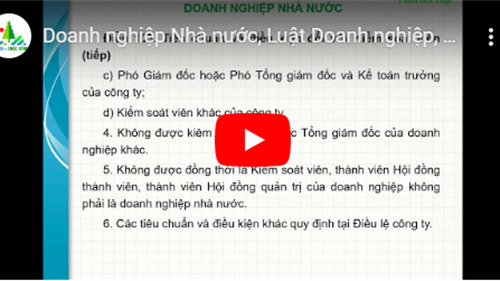 DOANH NGHIỆP NHÀ NƯỚC
Doanh nghiệp Nhà nước, Luật Doanh nghiệp, ...
(tiếp)
c) Phó Giám đốc hoặc Phó Tổng giám đốc và Kế toán trưởng
của công ty;
d) Kiểm soát viên khác của công ty.
4. Không được kiêm Tổng giám đốc của doanh
nghiệp khác.
5. Không được đồng thời là Kiểm soát viên, thành viên Hội đồng
thành viên, thành viên Hội đồng quản trị của doanh nghiệp không
phải là doanh nghiệp nhà nước.
6. Các tiêu chuẩn và điều kiện khác quy định tại Điều lệ công ty.